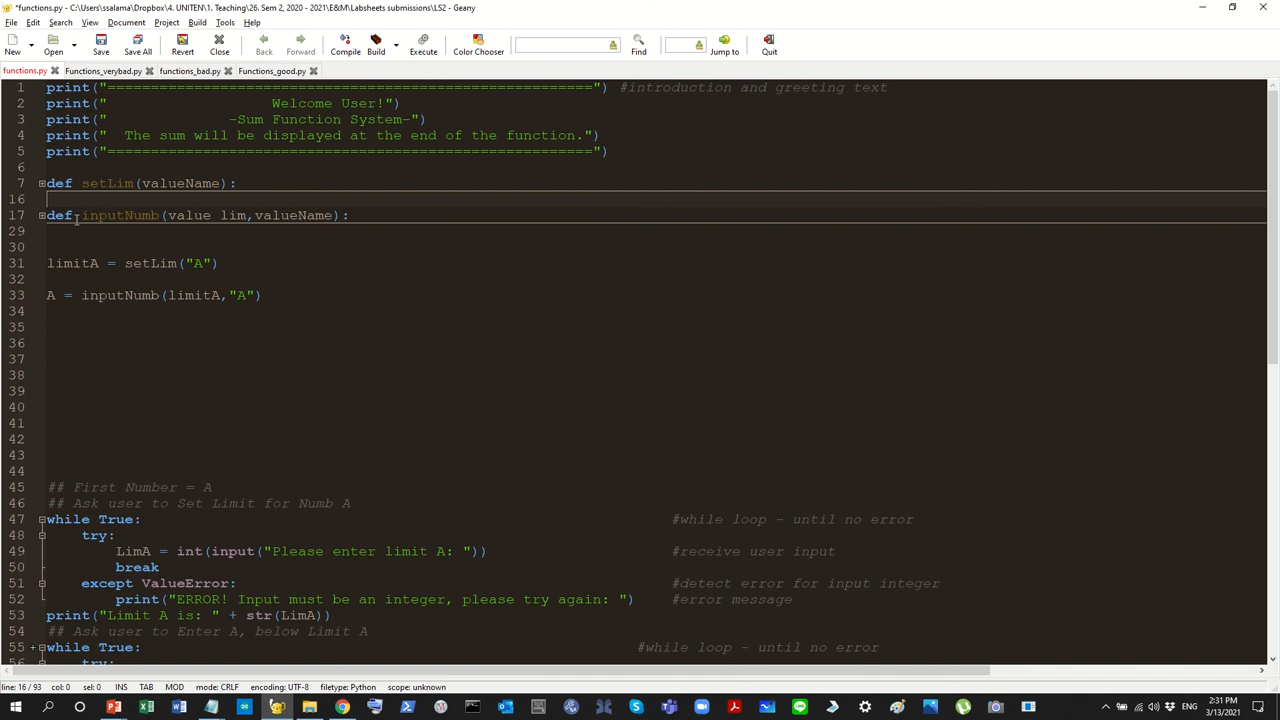 *functions.py - C:\Users\ssalama\Dropbox\4. UNITEN\1. Teaching\26. Sem 2, 2020 - 2021\E&M\Labsheets submissions\LS2 - Geany
File Edit Search View Document Project Build Tools Help
New Open Save Save All Revert Close Back Forward Compile Build Execute Color Chooser Find Jump to Quit
functions.py Functions_verybad.py functions_bad.py Functions_good.py
1 print("========================================================") #introduction and greeting text
2 print("                   Welcome User!")
3 print("              -Sum Function System-")
4 print("  The sum will be displayed at the end of the function.")
5 print("========================================================")
6
7 def setLim(valueName):
16
17 def inputNumb(value lim,valueName):
29
30
31 limitA = setLim("A")
32
33 A = inputNumb(limitA,"A")
34
35
36
37
38
39
40
41
42
43
44
45 ## First Number = A
46 ## Ask user to Set Limit for Numb A
47 while True: #while loop - until no error
48 try:
49 LimA = int(input("Please enter limit A: ")) #receive user input
50 break
51 except ValueError: #detect error for input integer
52 print("ERROR! Input must be an integer, please try again: ") #error message
53 print("Limit A is: " + str(LimA))
54 ## Ask user to Enter A, below Limit A
55 while True: #while loop - until no error
56 try:
line: 16 / 93 col: 0 sel: 0 INS TAB MOD mode: CRLF encoding: UTF-8 filetype: Python scope: unknown
ENG 2:31 PM
3/13/2021